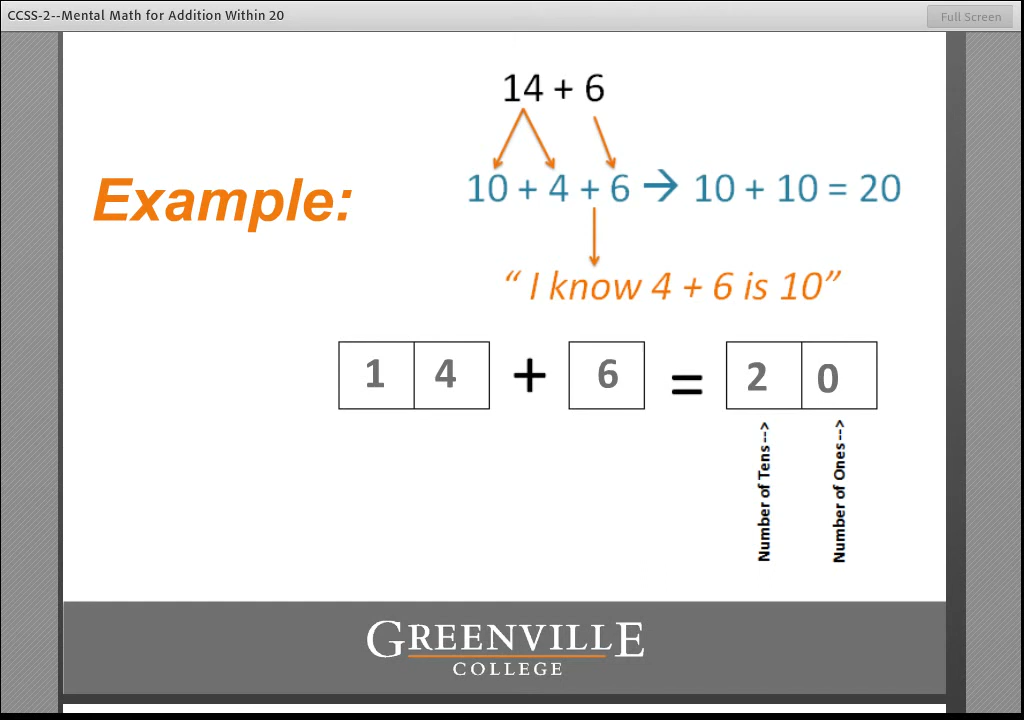 CCSS-2--Mental Math for Addition Within 20
Full Screen
14 + 6
Example:
10 + 4 + 6 → 10 + 10 = 20
“ I know 4 + 6 is 10”
1 4 + 6 = 2 0
Number of Tens-->
Number of Ones-->
GREENVILLE
COLLEGE